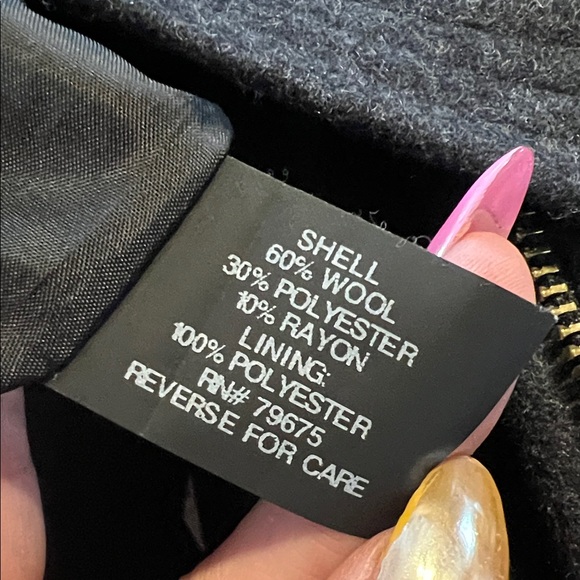 SHELL
60% WOOL
30% POLYESTER
10% RAYON
LINING:
100% POLYESTER
RN# 79675
REVERSE FOR CARE